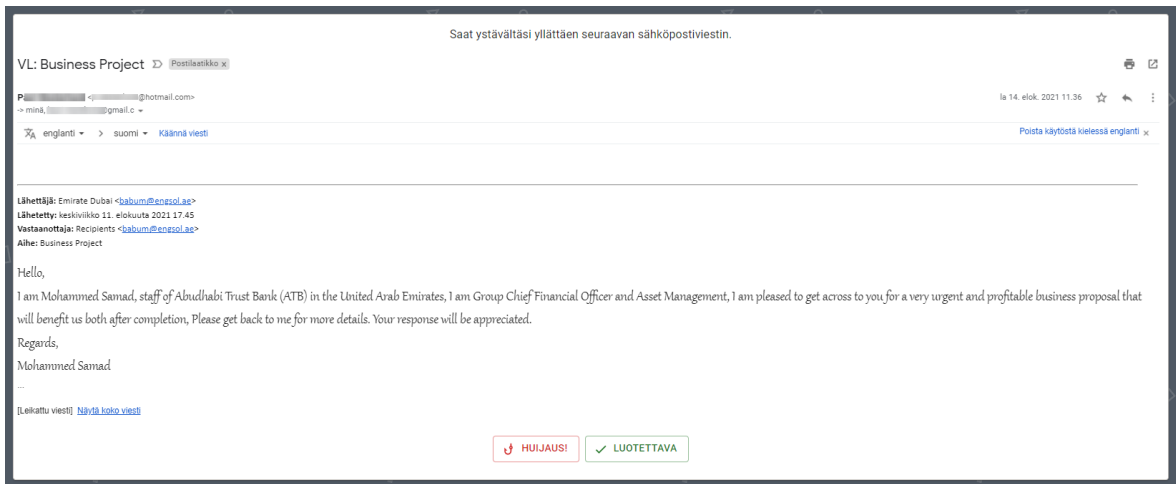 Saat ystävältäsi yllättäen seuraavan sähköpostiviestin.
VL: Business Project Postilaatikko x
P <p @hotmail.com> la 14. elok. 2021 11.36
-> minä, @gmail.c
englanti > suomi Käännä viesti Poista käytöstä kielessä englanti x
Lähettäjä: Emirate Dubai <babum@engsol.ae>
Lähetetty: keskiviikko 11. elokuuta 2021 17.45
Vastaanottaja: Recipients <babum@engsol.ae>
Aihe: Business Project
Hello,
I am Mohammed Samad, staff of Abudhabi Trust Bank (ATB) in the United Arab Emirates, I am Group Chief Financial Officer and Asset Management, I am pleased to get across to you for a very urgent and profitable business proposal that
will benefit us both after completion, Please get back to me for more details. Your response will be appreciated.
Regards,
Mohammed Samad
...
[Leikattu viesti] Näytä koko viesti
HUIJAUS! LUOTETTAVA